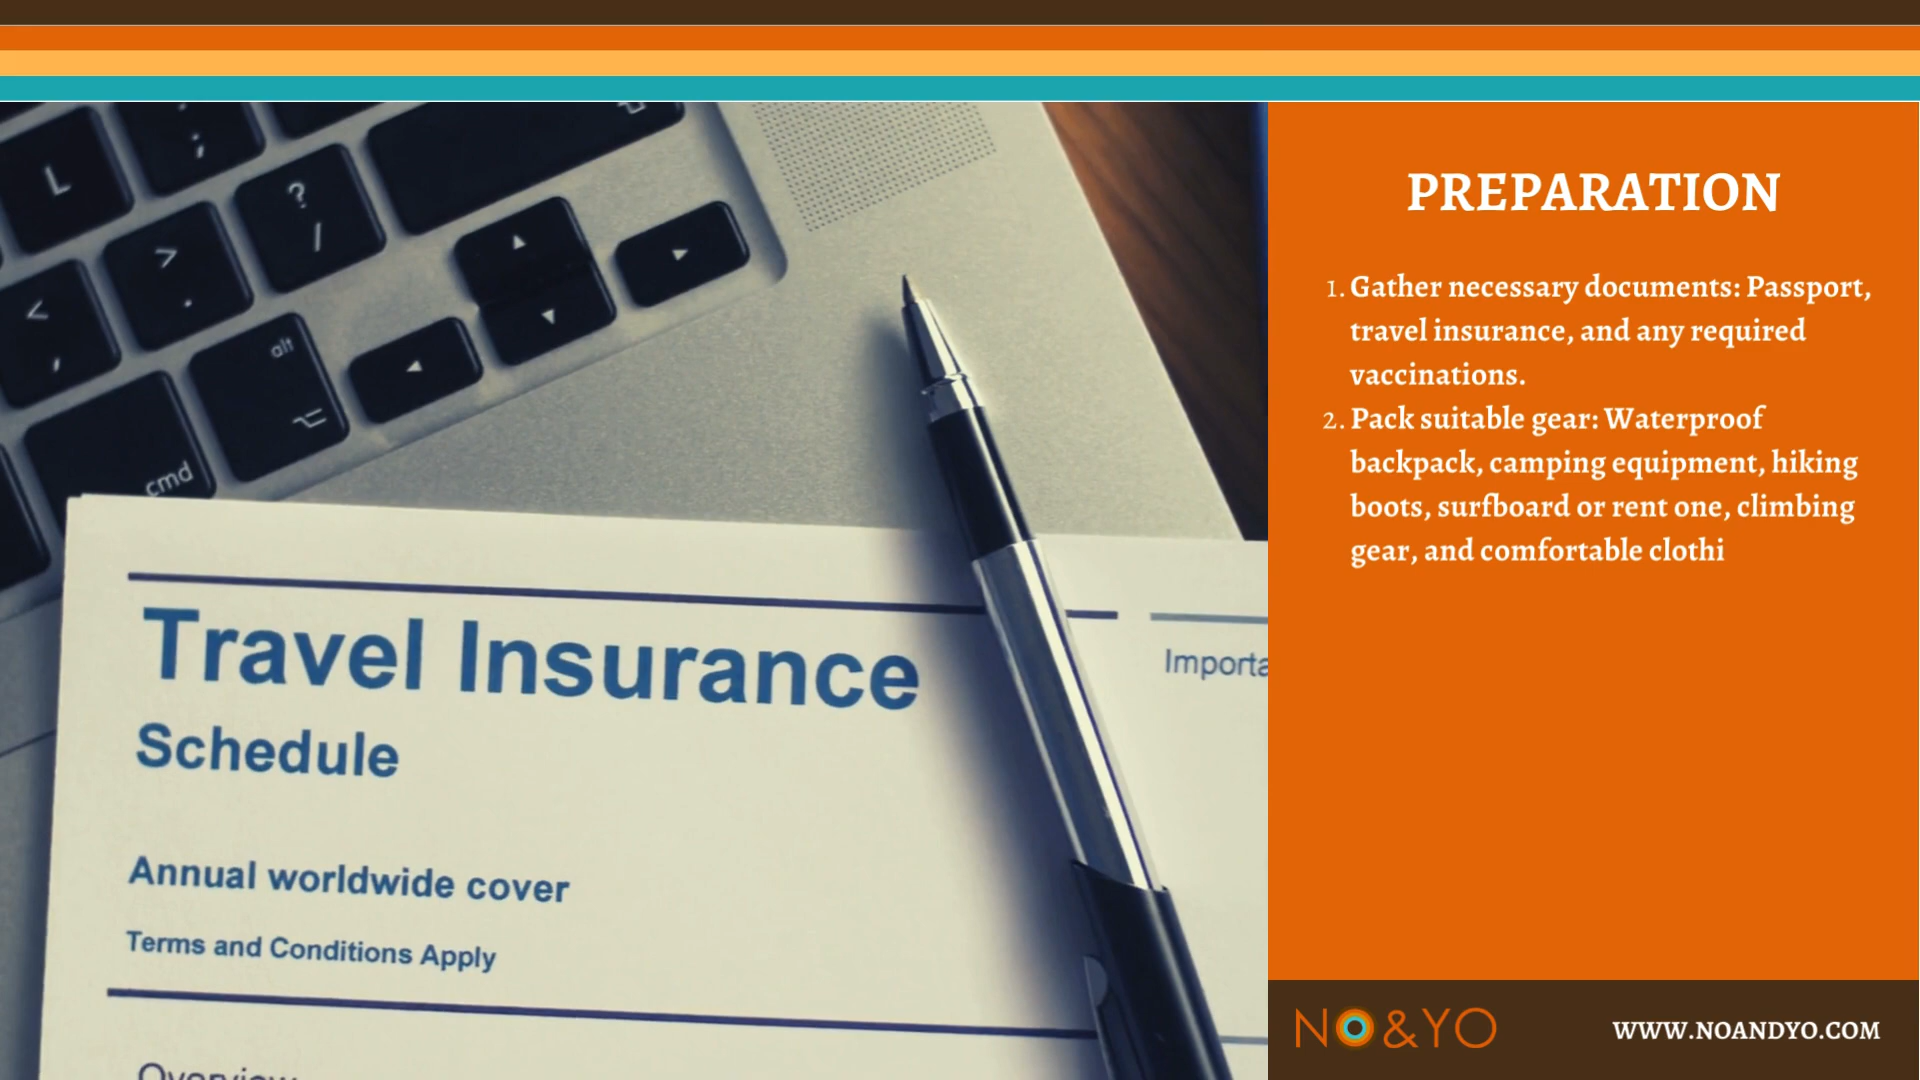 PREPARATION
1. Gather necessary documents: Passport,
travel insurance, and any required
vaccinations.
2. Pack suitable gear: Waterproof
backpack, camping equipment, hiking
boots, surfboard or rent one, climbing
gear, and comfortable clothi
L
;
?
/
>
.
<
,
alt
cmd
Travel Insurance
Importa
Schedule
Annual worldwide cover
Terms and Conditions Apply
Overview
NO&YO
WWW.NOANDYO.COM